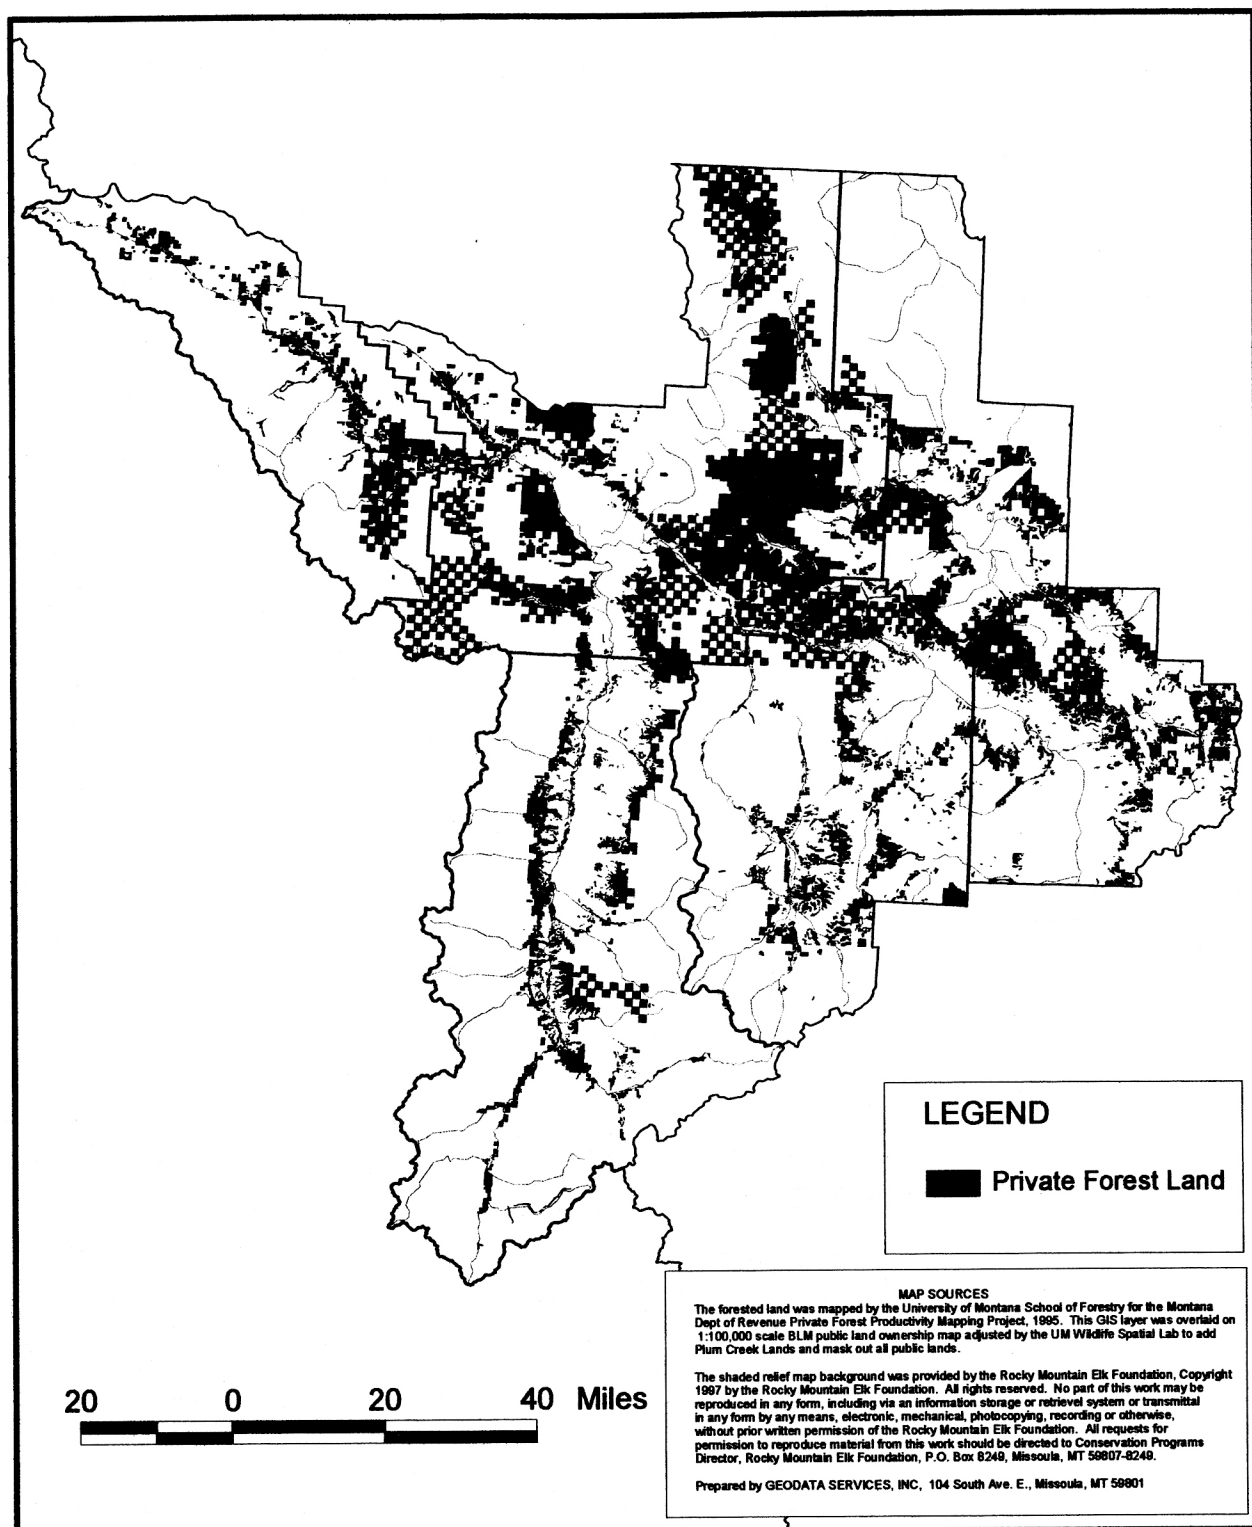 LEGEND
Private Forest Land
MAP SOURCES
The forested land was mapped by the University of Montana School of Forestry for the Montana
Dept of Revenue Private Forest Productivity Mapping Project, 1995. This GIS layer was overlaid on
1:100,000 scale BLM public land ownership map adjusted by the UM Wildlife Spatial Lab to add
Plum Creek Lands and mask out all public lands.
The shaded relief map background was provided by the Rocky Mountain Elk Foundation, Copyright
1997 by the Rocky Mountain Elk Foundation. All rights reserved. No part of this work may be
reproduced in any form, including via an information storage or retrievel system or transmittal
in any form by any means, electronic, mechanical, photocopying, recording or otherwise,
without prior written permission of the Rocky Mountain Elk Foundation. All requests for
permission to reproduce material from this work should be directed to Conservation Programs
Director, Rocky Mountain Elk Foundation, P.O. Box 8249, Missoula, MT 59807-8249.
Prepared by GEODATA SERVICES, INC, 104 South Ave. E., Missoula, MT 59801
20 0 20 40 Miles